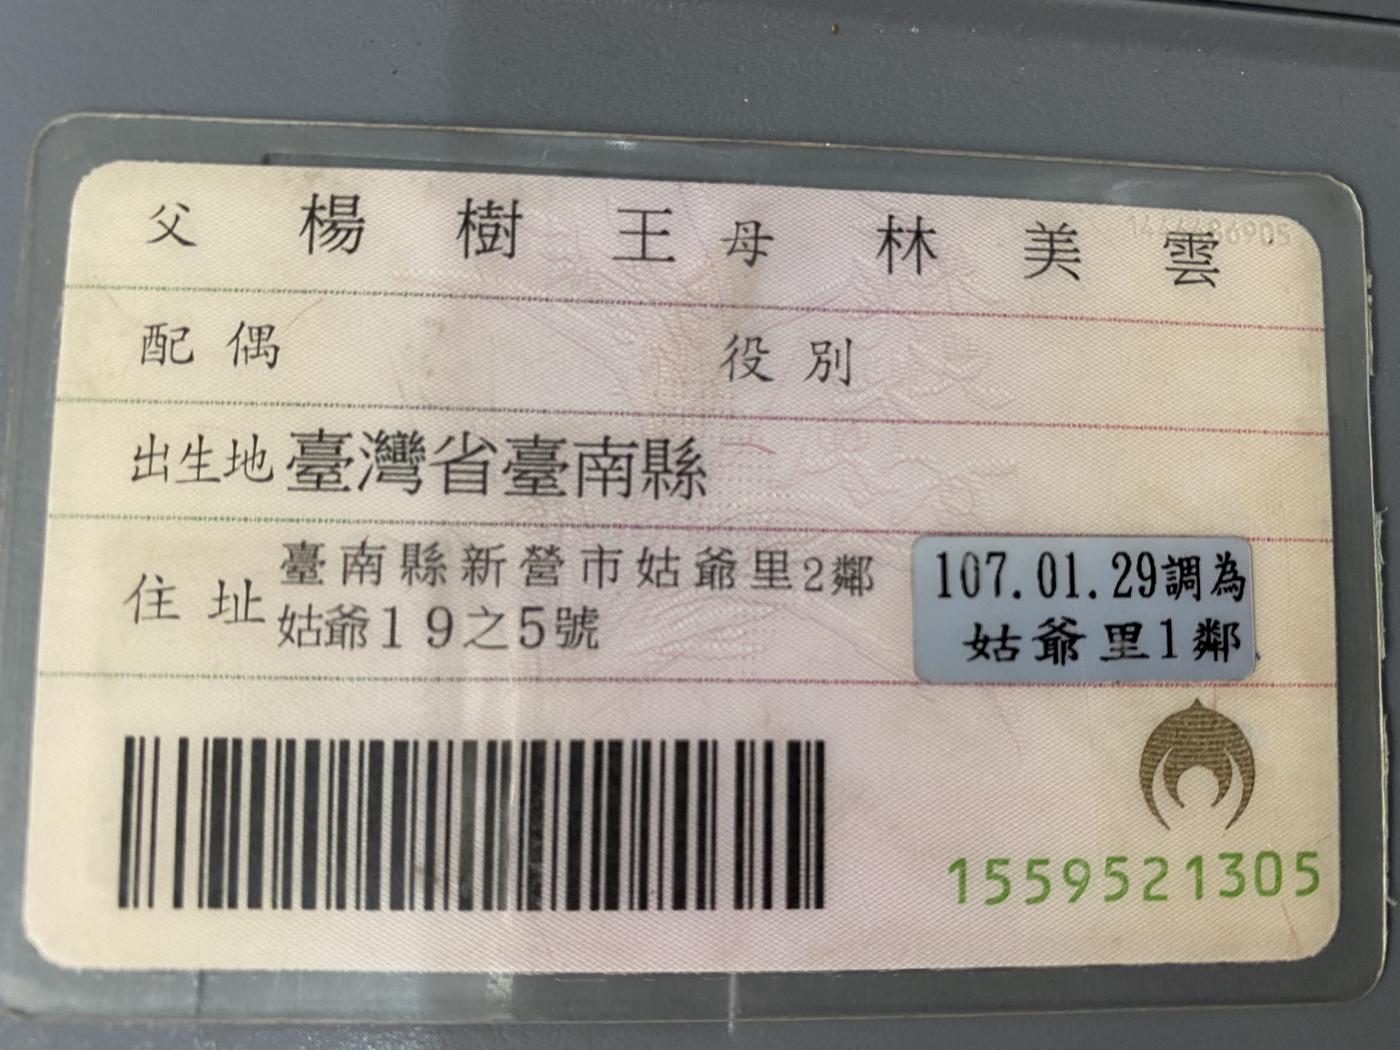 父 楊樹王 母 林美雲
配偶 役別
出生地 臺灣省臺南縣
住址 臺南縣新營市姑爺里2鄰
姑爺19之5號
107.01.29調為
姑爺里1鄰
1559521305